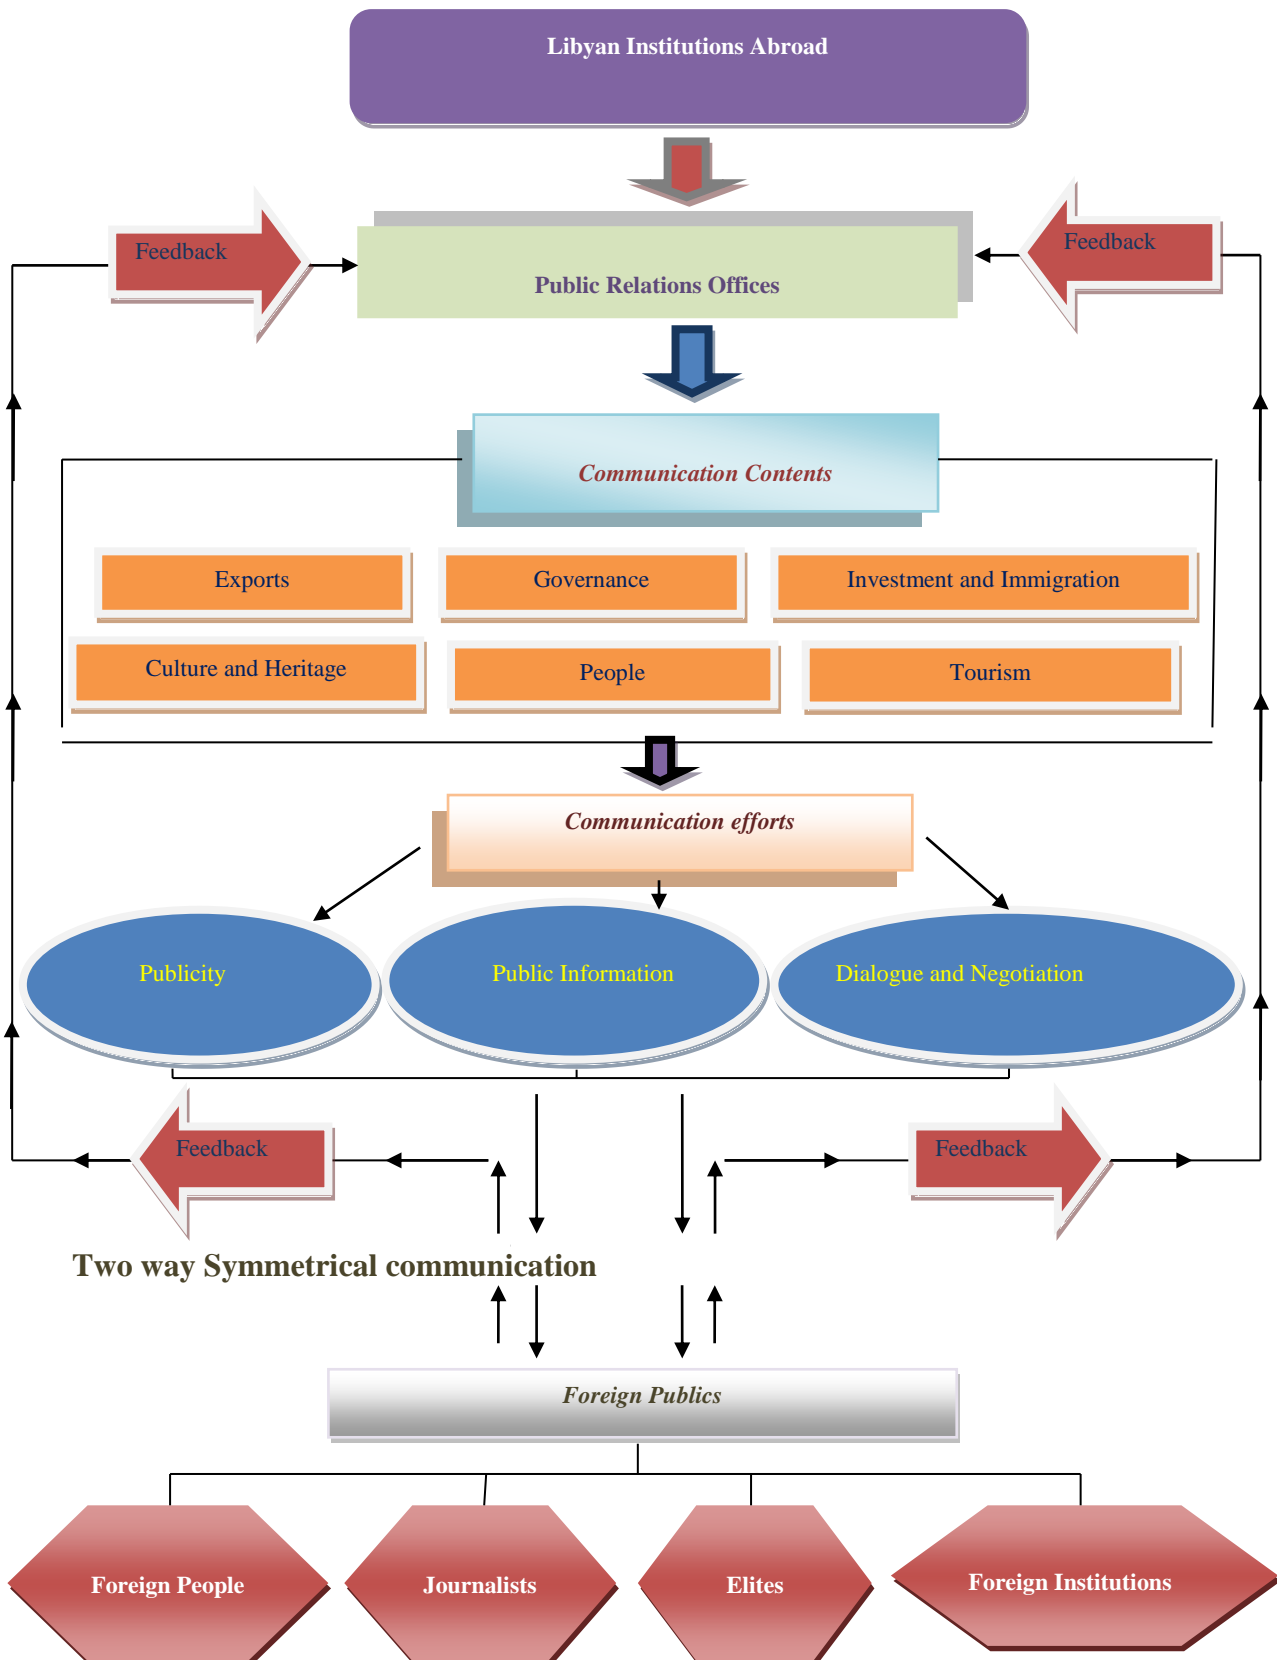 Libyan Institutions Abroad
Feedback
Feedback
Public Relations Offices
Communication Contents
Exports
Governance
Investment and Immigration
Culture and Heritage
People
Tourism
Communication efforts
Publicity
Public Information
Dialogue and Negotiation
Feedback
Feedback
Two way Symmetrical communication
Foreign Publics
Foreign People
Journalists
Elites
Foreign Institutions